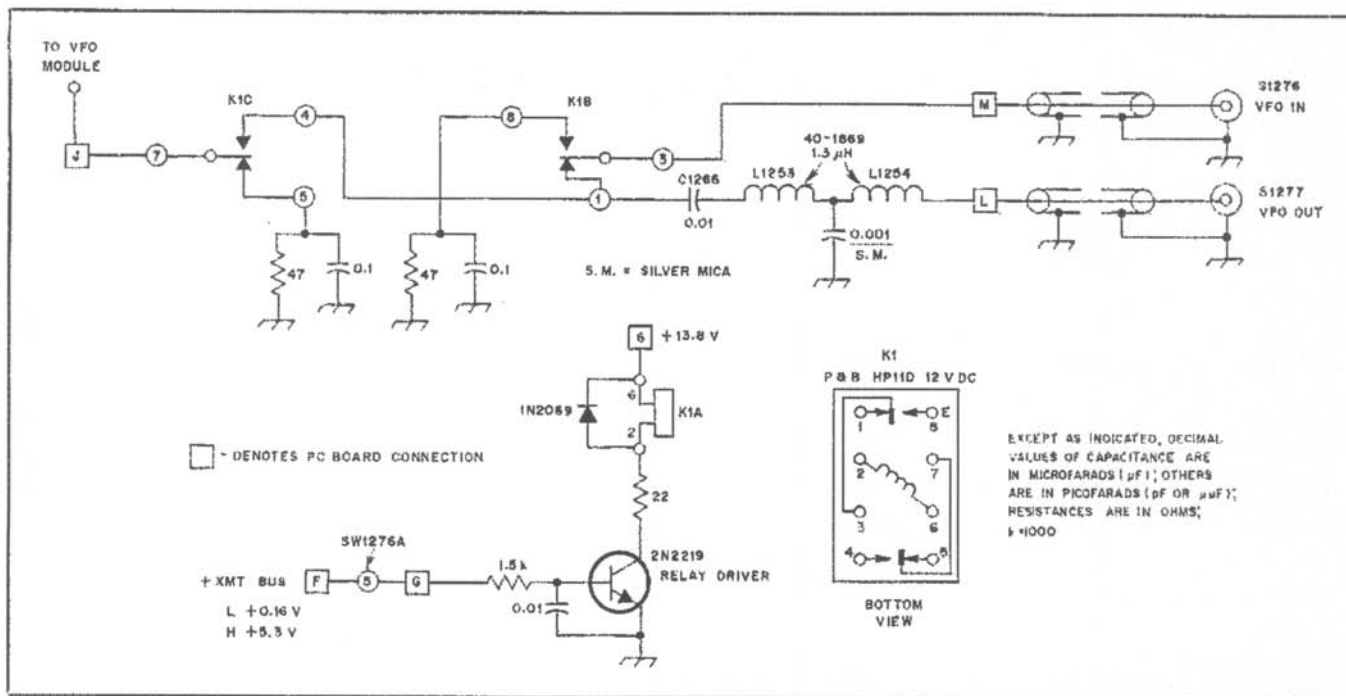 TO VFO
MODULE
J
7
K1C
4
5
47
0.1
8
K1B
3
1
47
0.1
C1266
0.01
40-1869
1.3 µH
L1253
L1254
0.001
S.M.
S.M. = SILVER MICA
M
L
S1276
VFO IN
S1277
VFO OUT
6
+13.8 V
1N2069
6
2
K1A
22
- DENOTES PC BOARD CONNECTION
SW1276A
+ XMT BUS
F
5
G
L +0.16 V
H +5.3 V
1.5k
0.01
2N2219
RELAY DRIVER
K1
P & B HP11D 12 V DC
1
8
E
2
7
3
6
4
5
BOTTOM
VIEW
EXCEPT AS INDICATED, DECIMAL
VALUES OF CAPACITANCE ARE
IN MICROFARADS (µF); OTHERS
ARE IN PICOFARADS (pF OR µµF);
RESISTANCES ARE IN OHMS;
k=1000